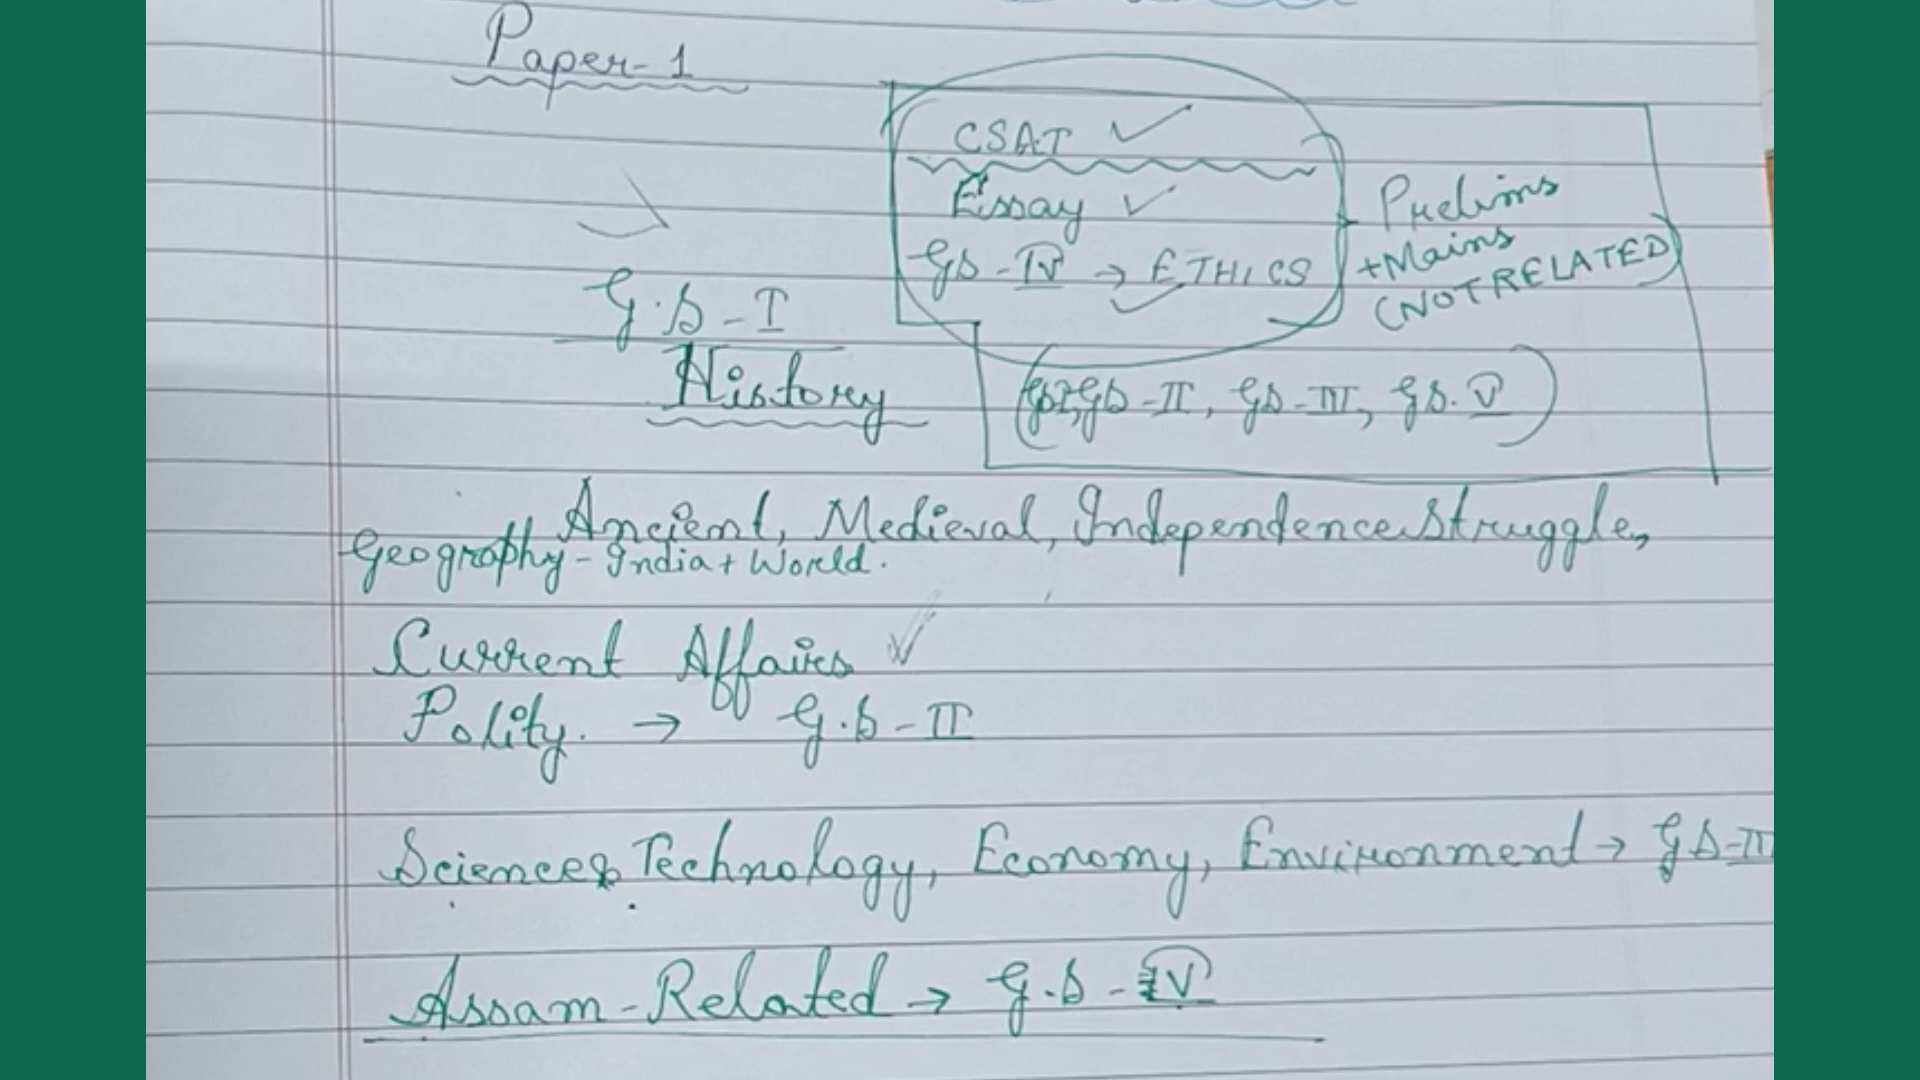 Paper-1
CSAT ✓
Essay ✓
GS-IV → ETHICS
Prelims
+Mains
(NOT RELATED)
G.S-I
History
(GSI, GS-II, GS-III, GS.V)
Ancient, Medieval, Independence Struggle,
Geography - India + World.
Current Affairs ✓
Polity. → G.S-II
Science & Technology, Economy, Environment → GS-III
Assam-Related → G.S-V